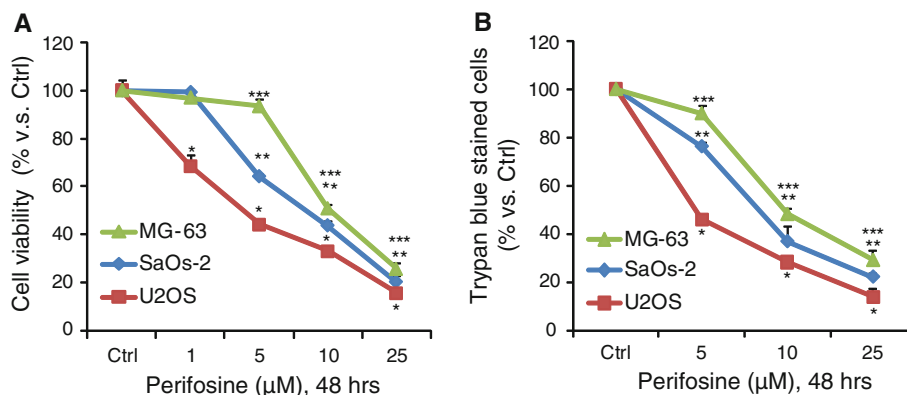 A
Cell viability (% v.s. Ctrl)
120
100
80
60
40
20
0
***
*
**
*
***
**
*
***
**
*
MG-63
SaOs-2
U2OS
Ctrl 1 5 10 25
Perifosine (µM), 48 hrs
B
Trypan blue stained cells
(% vs. Ctrl)
120
100
80
60
40
20
0
***
**
*
***
**
*
***
**
*
MG-63
SaOs-2
U2OS
Ctrl 5 10 25
Perifosine (µM), 48 hrs